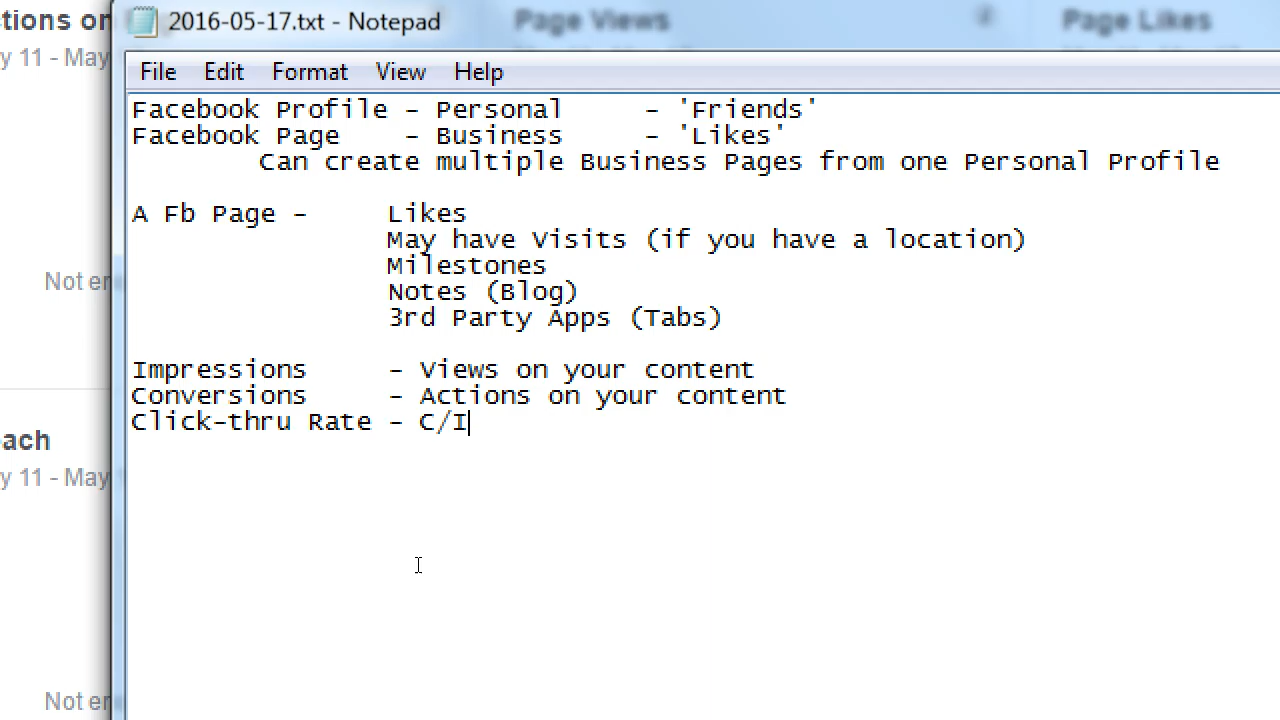 2016-05-17.txt - Notepad
Page Views
Page Likes
File Edit Format View Help
Facebook Profile - Personal - 'Friends'
Facebook Page - Business - 'Likes'
Can create multiple Business Pages from one Personal Profile
A Fb Page - Likes
May have Visits (if you have a location)
Milestones
Notes (Blog)
3rd Party Apps (Tabs)
Impressions - Views on your content
Conversions - Actions on your content
Click-thru Rate - C/I
tions on
y 11 - May
Not en
ach
y 11 - May
Not en